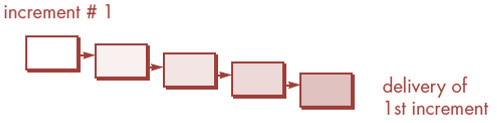 increment # 1
delivery of
1st increment